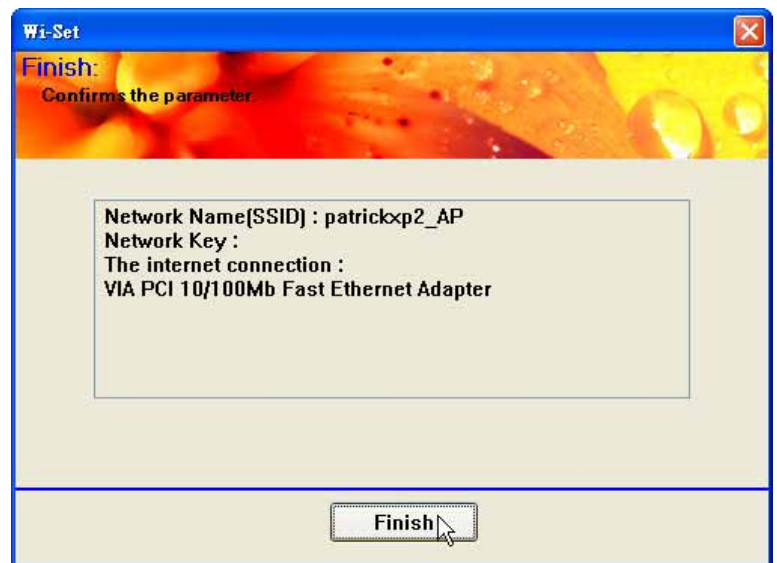 Wi-Set
Finish:
Confirms the parameter.
Network Name(SSID) : patrickxp2_AP
Network Key :
The internet connection :
VIA PCI 10/100Mb Fast Ethernet Adapter
Finish